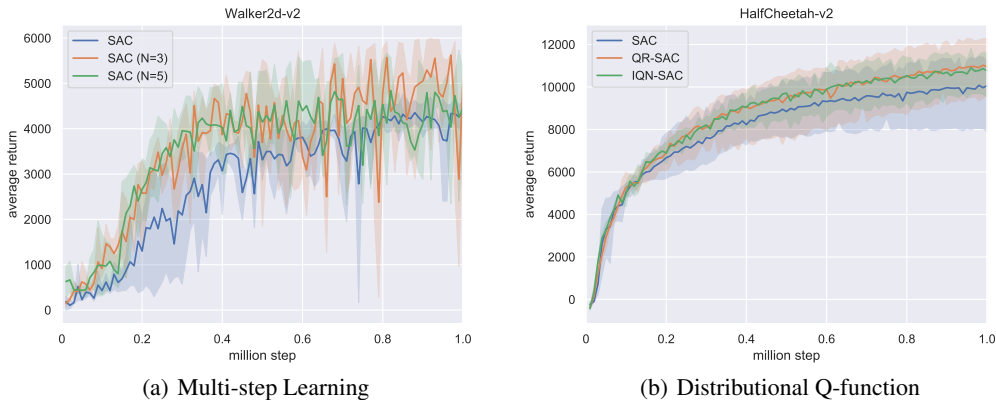 Walker2d-v2
6000
5000
4000
3000
2000
1000
0
average return
SAC
SAC (N=3)
SAC (N=5)
0
0.2
0.4
0.6
0.8
1.0
million step
(a) Multi-step Learning
HalfCheetah-v2
12000
10000
8000
6000
4000
2000
0
average return
SAC
QR-SAC
IQN-SAC
0
0.2
0.4
0.6
0.8
1.0
million step
(b) Distributional Q-function